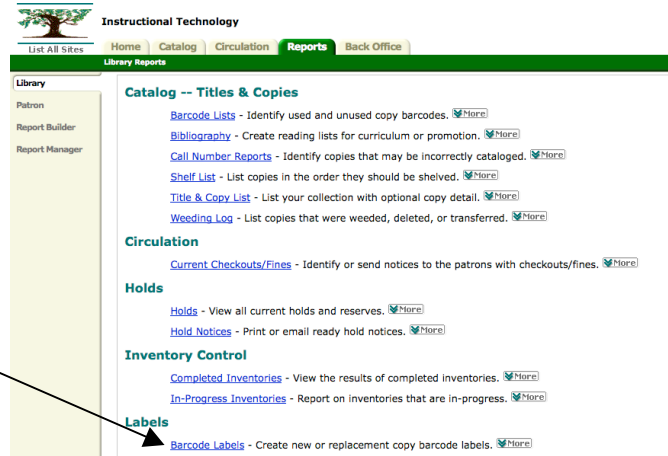 Instructional Technology
List All Sites
Home Catalog Circulation Reports Back Office
Library Reports
Library
Patron
Report Builder
Report Manager
Catalog -- Titles & Copies
Barcode Lists - Identify used and unused copy barcodes. More
Bibliography - Create reading lists for curriculum or promotion. More
Call Number Reports - Identify copies that may be incorrectly cataloged. More
Shelf List - List copies in the order they should be shelved. More
Title & Copy List - List your collection with optional copy detail. More
Weeding Log - List copies that were weeded, deleted, or transferred. More
Circulation
Current Checkouts/Fines - Identify or send notices to the patrons with checkouts/fines. More
Holds
Holds - View all current holds and reserves. More
Hold Notices - Print or email ready hold notices. More
Inventory Control
Completed Inventories - View the results of completed inventories. More
In-Progress Inventories - Report on inventories that are in-progress. More
Labels
Barcode Labels - Create new or replacement copy barcode labels. More